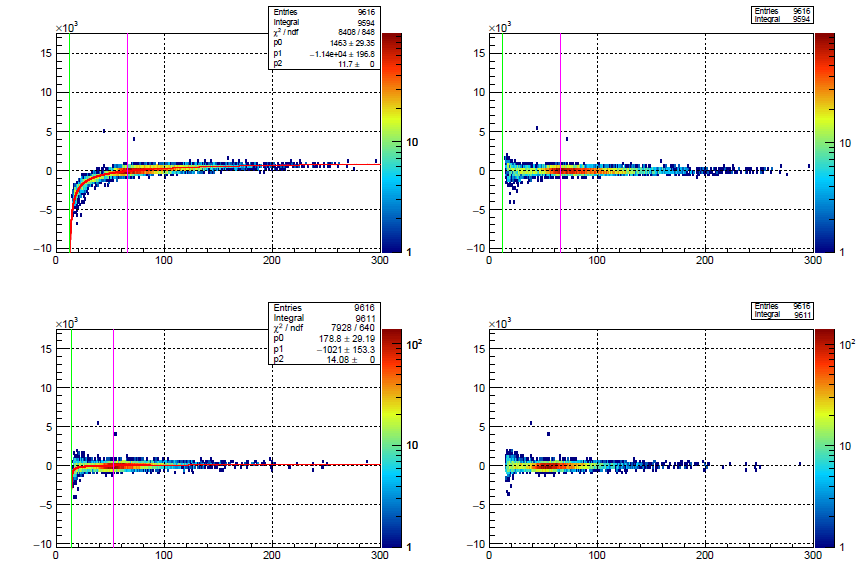 Entries 9616
Integral 9594
χ² / ndf 8408 / 848
p0 1463 ± 29.35
p1 −1.14e+04 ± 196.8
p2 11.7 ± 0
×10³
15
10
5
0
−5
−10
0 100 200 300
10
1
Entries 9616
Integral 9594
×10³
15
10
5
0
−5
−10
0 100 200 300
10
1
Entries 9616
Integral 9611
χ² / ndf 7928 / 640
p0 178.8 ± 29.19
p1 −1021 ± 153.3
p2 14.08 ± 0
×10³
15
10
5
0
−5
−10
0 100 200 300
10²
10
1
Entries 9616
Integral 9611
×10³
15
10
5
0
−5
−10
0 100 200 300
10²
10
1